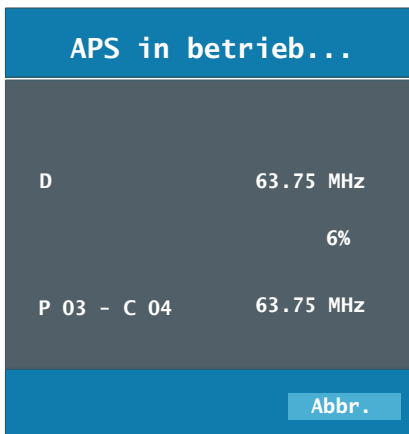 APS in betrieb...
D 63.75 MHz
6%
P 03 - C 04 63.75 MHz
Abbr.